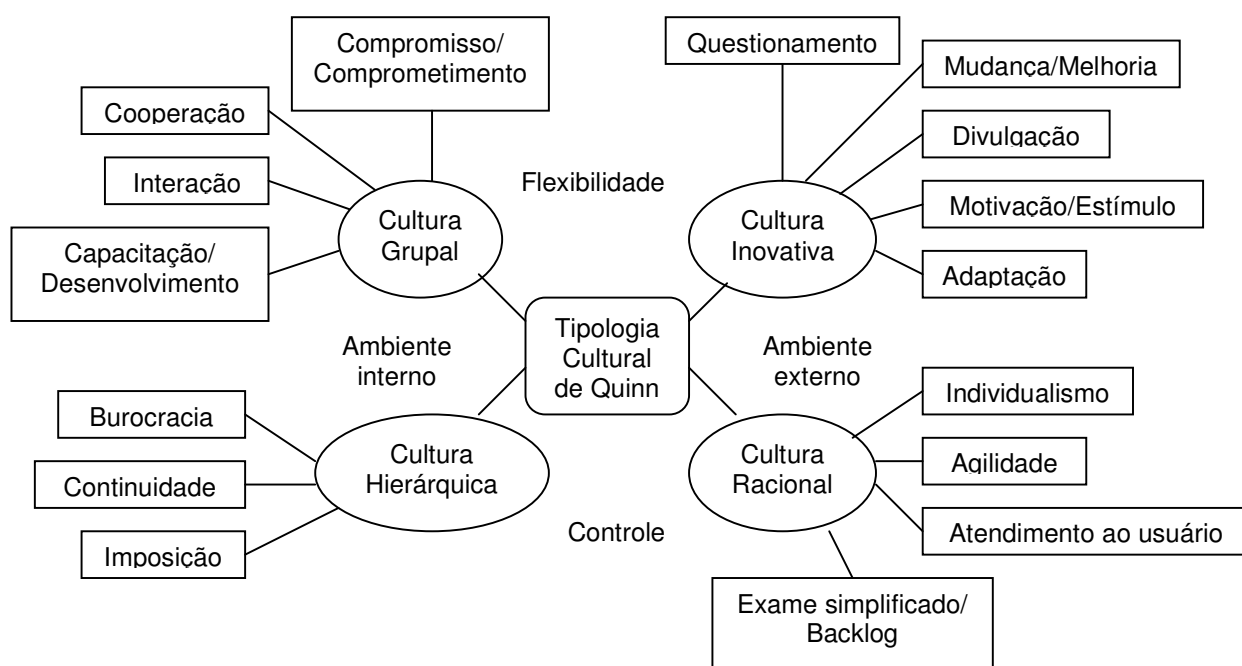 Compromisso/
Comprometimento
Questionamento
Mudança/Melhoria
Cooperação
Divulgação
Interação
Flexibilidade
Motivação/Estímulo
Cultura
Grupal
Cultura
Inovativa
Capacitação/
Desenvolvimento
Adaptação
Tipologia
Cultural
de Quinn
Ambiente
interno
Ambiente
externo
Individualismo
Burocracia
Cultura
Hierárquica
Cultura
Racional
Agilidade
Continuidade
Controle
Atendimento ao usuário
Imposição
Exame simplificado/
Backlog